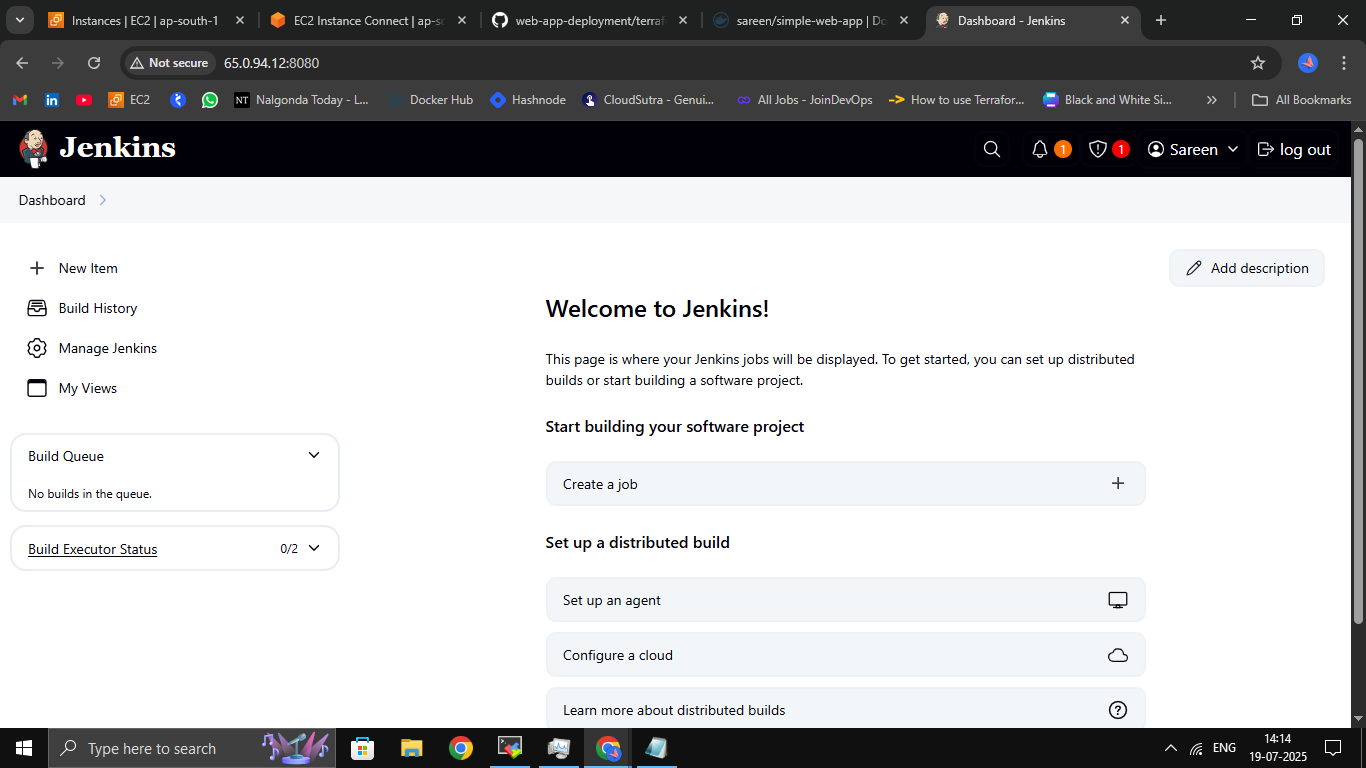 Instances | EC2 | ap-south-1
EC2 Instance Connect | ap-sc
web-app-deployment/terraf
sareen/simple-web-app | Do
Dashboard - Jenkins
Not secure
65.0.94.12:8080
EC2
NT
Nalgonda Today - L...
Docker Hub
Hashnode
CloudSutra - Genui...
All Jobs - JoinDevOps
How to use Terrafor...
Black and White Si...
All Bookmarks
Jenkins
1
1
Sareen
log out
Dashboard
New Item
Build History
Manage Jenkins
My Views
Build Queue
No builds in the queue.
Build Executor Status
0/2
Add description
Welcome to Jenkins!
This page is where your Jenkins jobs will be displayed. To get started, you can set up distributed
builds or start building a software project.
Start building your software project
Create a job
Set up a distributed build
Set up an agent
Configure a cloud
Learn more about distributed builds
Type here to search
ENG
14:14
19-07-2025